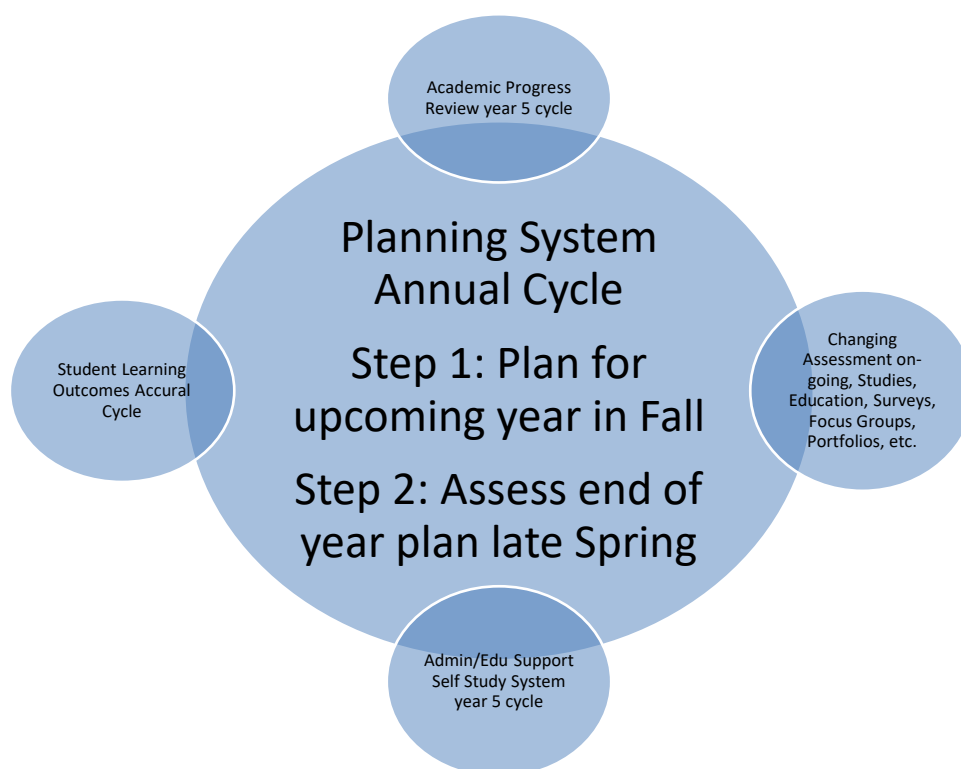 Academic Progress
Review year 5 cycle
Planning System
Annual Cycle
Step 1: Plan for
upcoming year in Fall
Step 2: Assess end of
year plan late Spring
Student Learning
Outcomes Accural
Cycle
Changing
Assessment on-
going, Studies,
Education, Surveys,
Focus Groups,
Portfolios, etc.
Admin/Edu Support
Self Study System
year 5 cycle